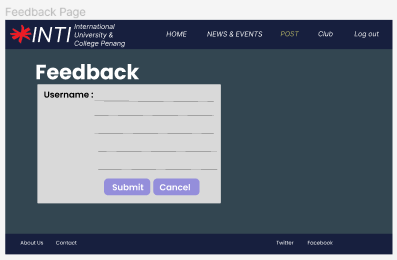 Feedback Page
INTI International
University &
College Penang
HOME NEWS & EVENTS POST Club Log out
Feedback
Username :
Submit Cancel
About Us Contact Twitter Facebook